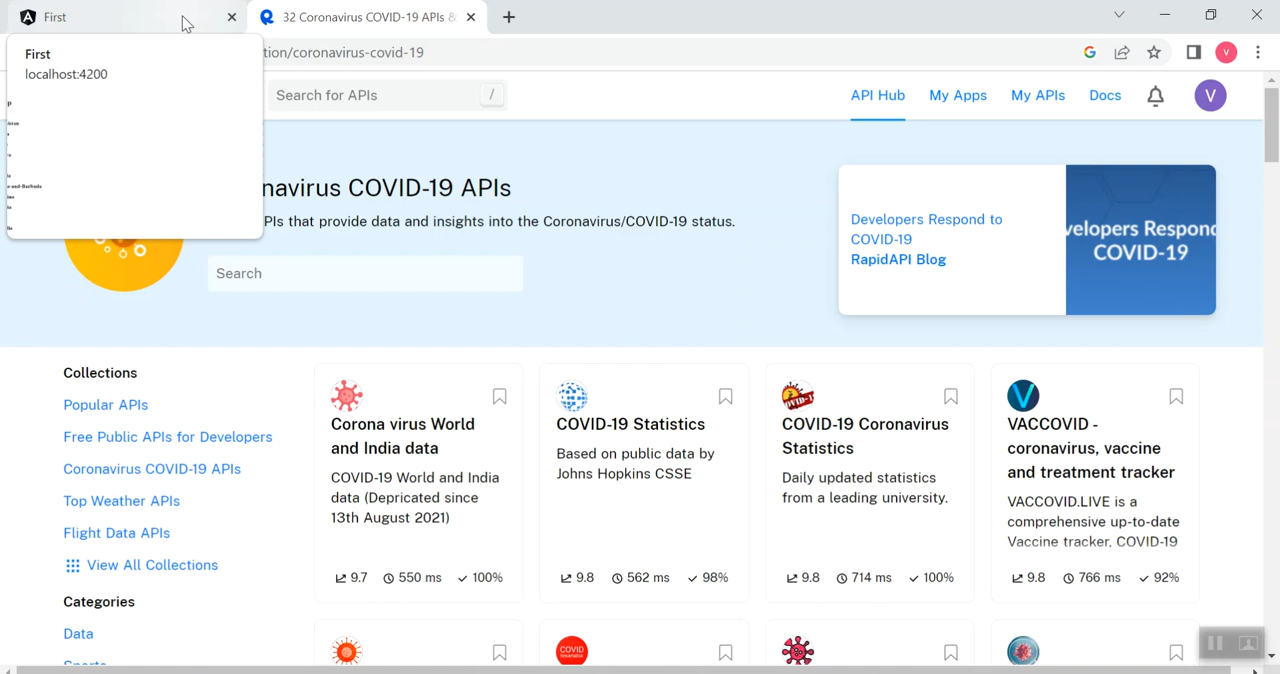 First
32 Coronavirus COVID-19 APIs &
First
localhost:4200
tion/coronavirus-covid-19
V
Search for APIs
/
API Hub
My Apps
My APIs
Docs
V
navirus COVID-19 APIs
PIs that provide data and insights into the Coronavirus/COVID-19 status.
Search
Developers Respond to
COVID-19
RapidAPI Blog
velopers Respond
COVID-19
Collections
Popular APIs
Free Public APIs for Developers
Coronavirus COVID-19 APIs
Top Weather APIs
Flight Data APIs
View All Collections
Categories
Data
Sports
Corona virus World
and India data
COVID-19 World and India
data (Depricated since
13th August 2021)
9.7 550 ms 100%
COVID-19 Statistics
Based on public data by
Johns Hopkins CSSE
9.8 562 ms 98%
COVID-19 Coronavirus
Statistics
Daily updated statistics
from a leading university.
9.8 714 ms 100%
VACCOVID -
coronavirus, vaccine
and treatment tracker
VACCOVID.LIVE is a
comprehensive up-to-date
Vaccine tracker, COVID-19
9.8 766 ms 92%
COVID